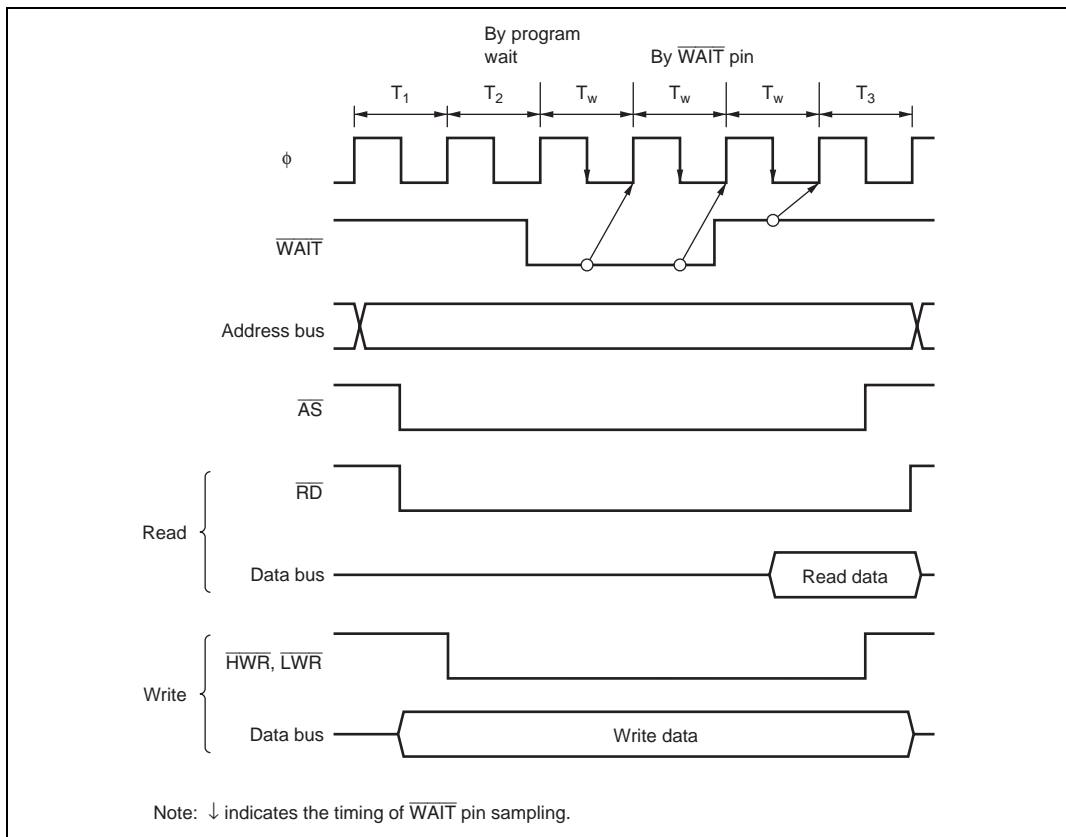 By program
wait
By WAIT pin
T1 T2 Tw Tw Tw T3
φ
WAIT
Address bus
AS
Read
RD
Data bus
Read data
Write
HWR, LWR
Data bus
Write data
Note: ↓ indicates the timing of WAIT pin sampling.